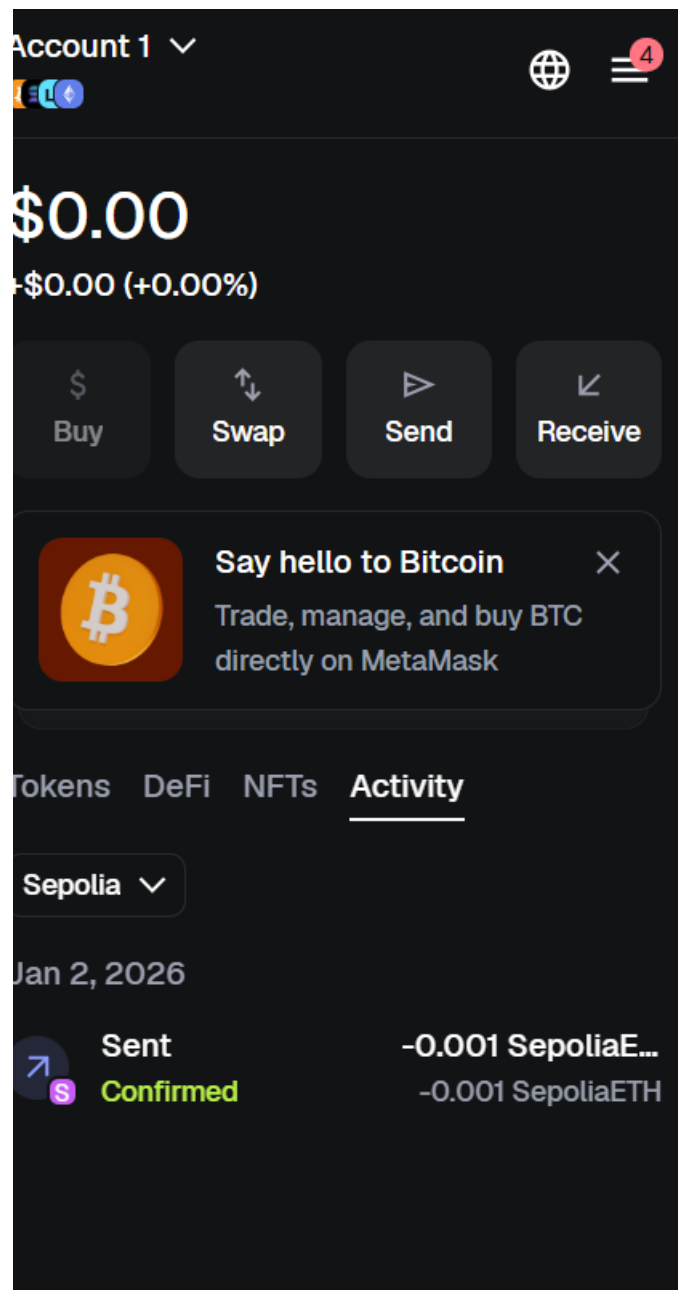 Account 1
4
$0.00
+$0.00 (+0.00%)
$
Buy
Swap
Send
Receive
Say hello to Bitcoin
Trade, manage, and buy BTC
directly on MetaMask
Tokens DeFi NFTs Activity
Sepolia
Jan 2, 2026
Sent -0.001 SepoliaE...
S
Confirmed -0.001 SepoliaETH